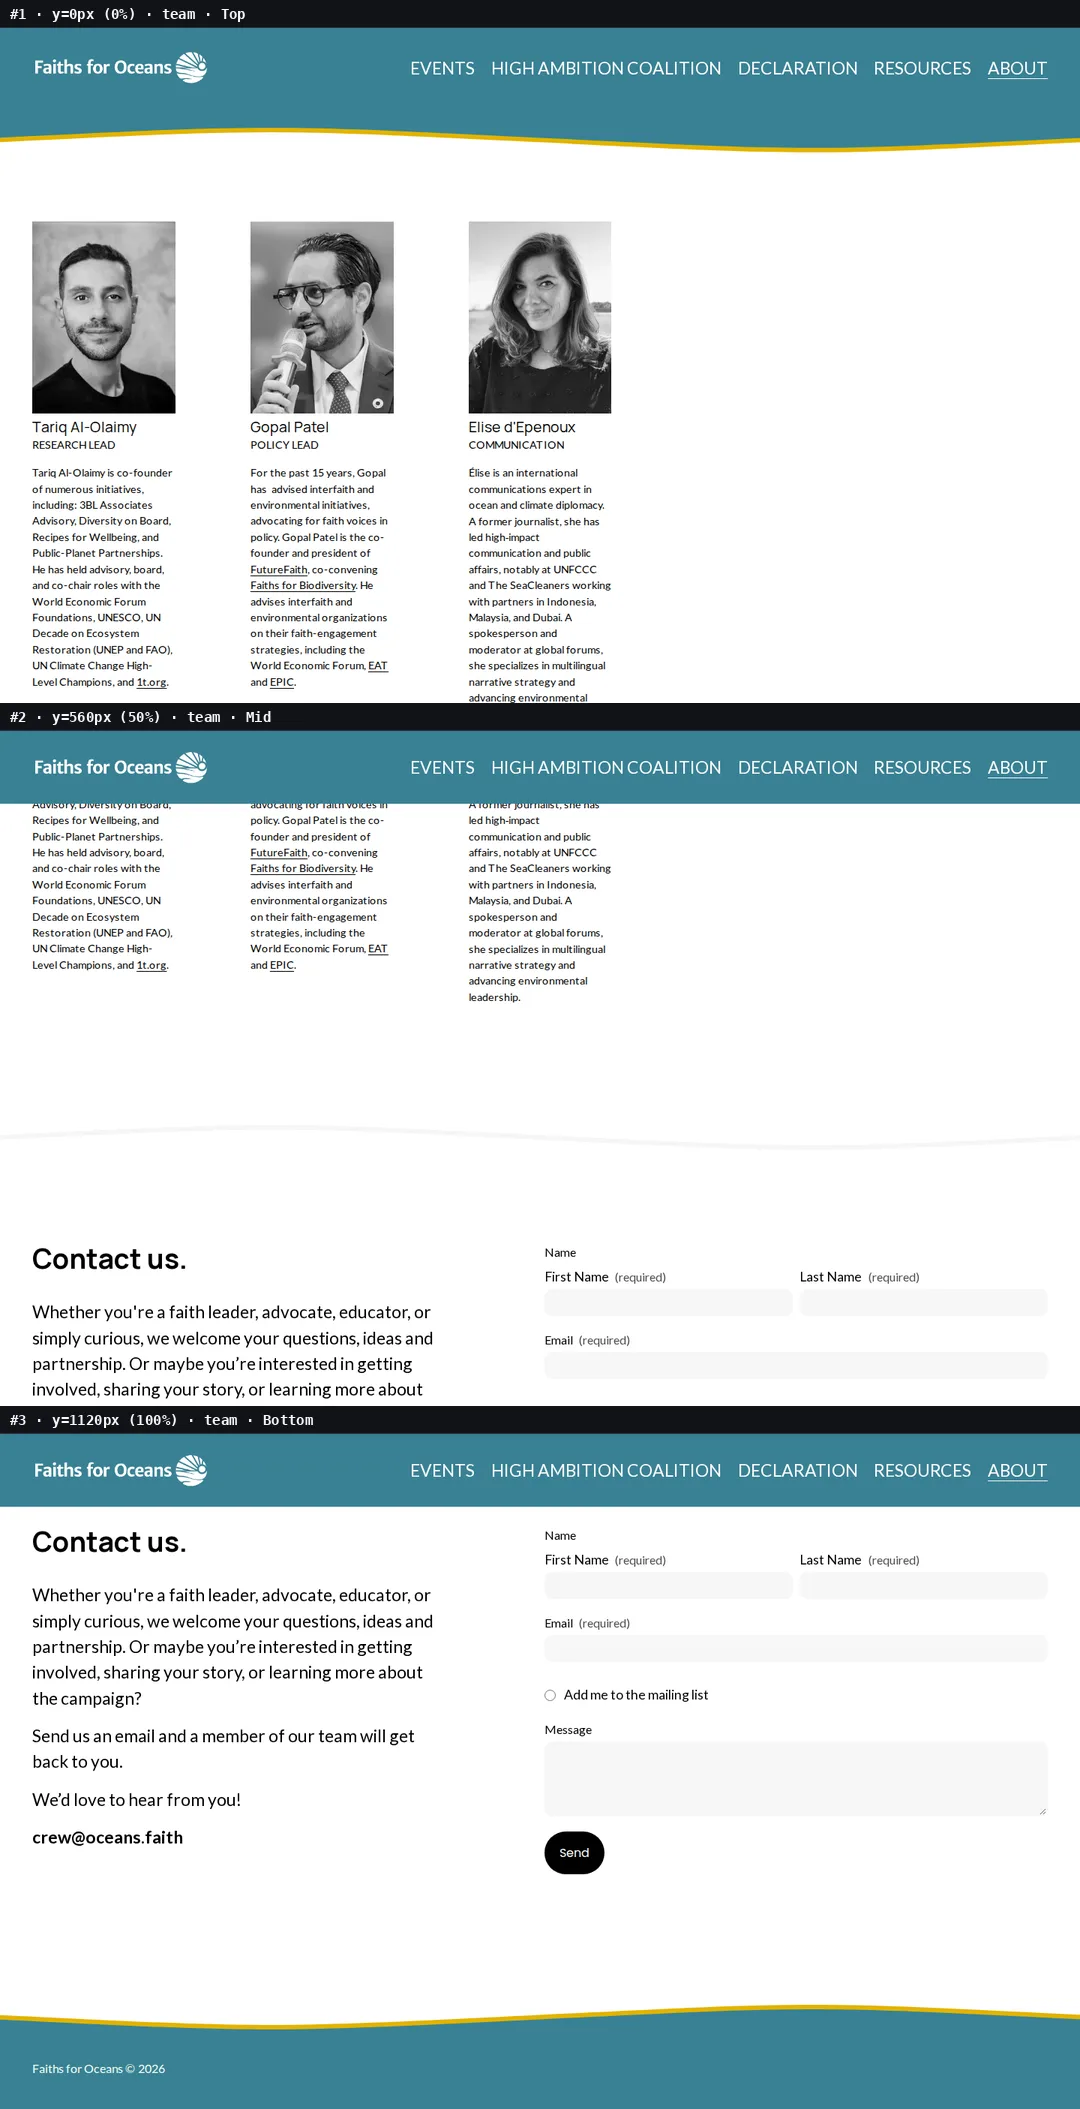 #1 · y=0px (0%) · team · Top
Faiths for Oceans
EVENTS HIGH AMBITION COALITION DECLARATION RESOURCES ABOUT
Tariq Al-Olaimy
RESEARCH LEAD
Tariq Al-Olaimy is co-founder
of numerous initiatives,
including: 3BL Associates
Advisory, Diversity on Board,
Recipes for Wellbeing, and
Public-Planet Partnerships.
He has held advisory, board,
and co-chair roles with the
World Economic Forum
Foundations, UNESCO, UN
Decade on Ecosystem
Restoration (UNEP and FAO),
UN Climate Change High-
Level Champions, and 1t.org.
Gopal Patel
POLICY LEAD
For the past 15 years, Gopal
has advised interfaith and
environmental initiatives,
advocating for faith voices in
policy. Gopal Patel is the co-
founder and president of
FutureFaith, co-convening
Faiths for Biodiversity. He
advises interfaith and
environmental organizations
on their faith-engagement
strategies, including the
World Economic Forum, EAT
and EPIC.
Elise d'Epenoux
COMMUNICATION
Élise is an international
communications expert in
ocean and climate diplomacy.
A former journalist, she has
led high-impact
communication and public
affairs, notably at UNFCCC
and The SeaCleaners working
with partners in Indonesia,
Malaysia, and Dubai. A
spokesperson and
moderator at global forums,
she specializes in multilingual
narrative strategy and
advancing environmental
#2 · y=560px (50%) · team · Mid
Faiths for Oceans
EVENTS HIGH AMBITION COALITION DECLARATION RESOURCES ABOUT
Advisory, Diversity on Board,
Recipes for Wellbeing, and
Public-Planet Partnerships.
He has held advisory, board,
and co-chair roles with the
World Economic Forum
Foundations, UNESCO, UN
Decade on Ecosystem
Restoration (UNEP and FAO),
UN Climate Change High-
Level Champions, and 1t.org.
advocating for faith voices in
policy. Gopal Patel is the co-
founder and president of
FutureFaith, co-convening
Faiths for Biodiversity. He
advises interfaith and
environmental organizations
on their faith-engagement
strategies, including the
World Economic Forum, EAT
and EPIC.
A former journalist, she has
led high-impact
communication and public
affairs, notably at UNFCCC
and The SeaCleaners working
with partners in Indonesia,
Malaysia, and Dubai. A
spokesperson and
moderator at global forums,
she specializes in multilingual
narrative strategy and
advancing environmental
leadership.
Contact us.
Whether you're a faith leader, advocate, educator, or
simply curious, we welcome your questions, ideas and
partnership. Or maybe you’re interested in getting
involved, sharing your story, or learning more about
Name
First Name (required) Last Name (required)
Email (required)
#3 · y=1120px (100%) · team · Bottom
Faiths for Oceans
EVENTS HIGH AMBITION COALITION DECLARATION RESOURCES ABOUT
Contact us.
Whether you're a faith leader, advocate, educator, or
simply curious, we welcome your questions, ideas and
partnership. Or maybe you’re interested in getting
involved, sharing your story, or learning more about
the campaign?
Send us an email and a member of our team will get
back to you.
We’d love to hear from you!
crew@oceans.faith
Name
First Name (required) Last Name (required)
Email (required)
Add me to the mailing list
Message
Send
Faiths for Oceans © 2026